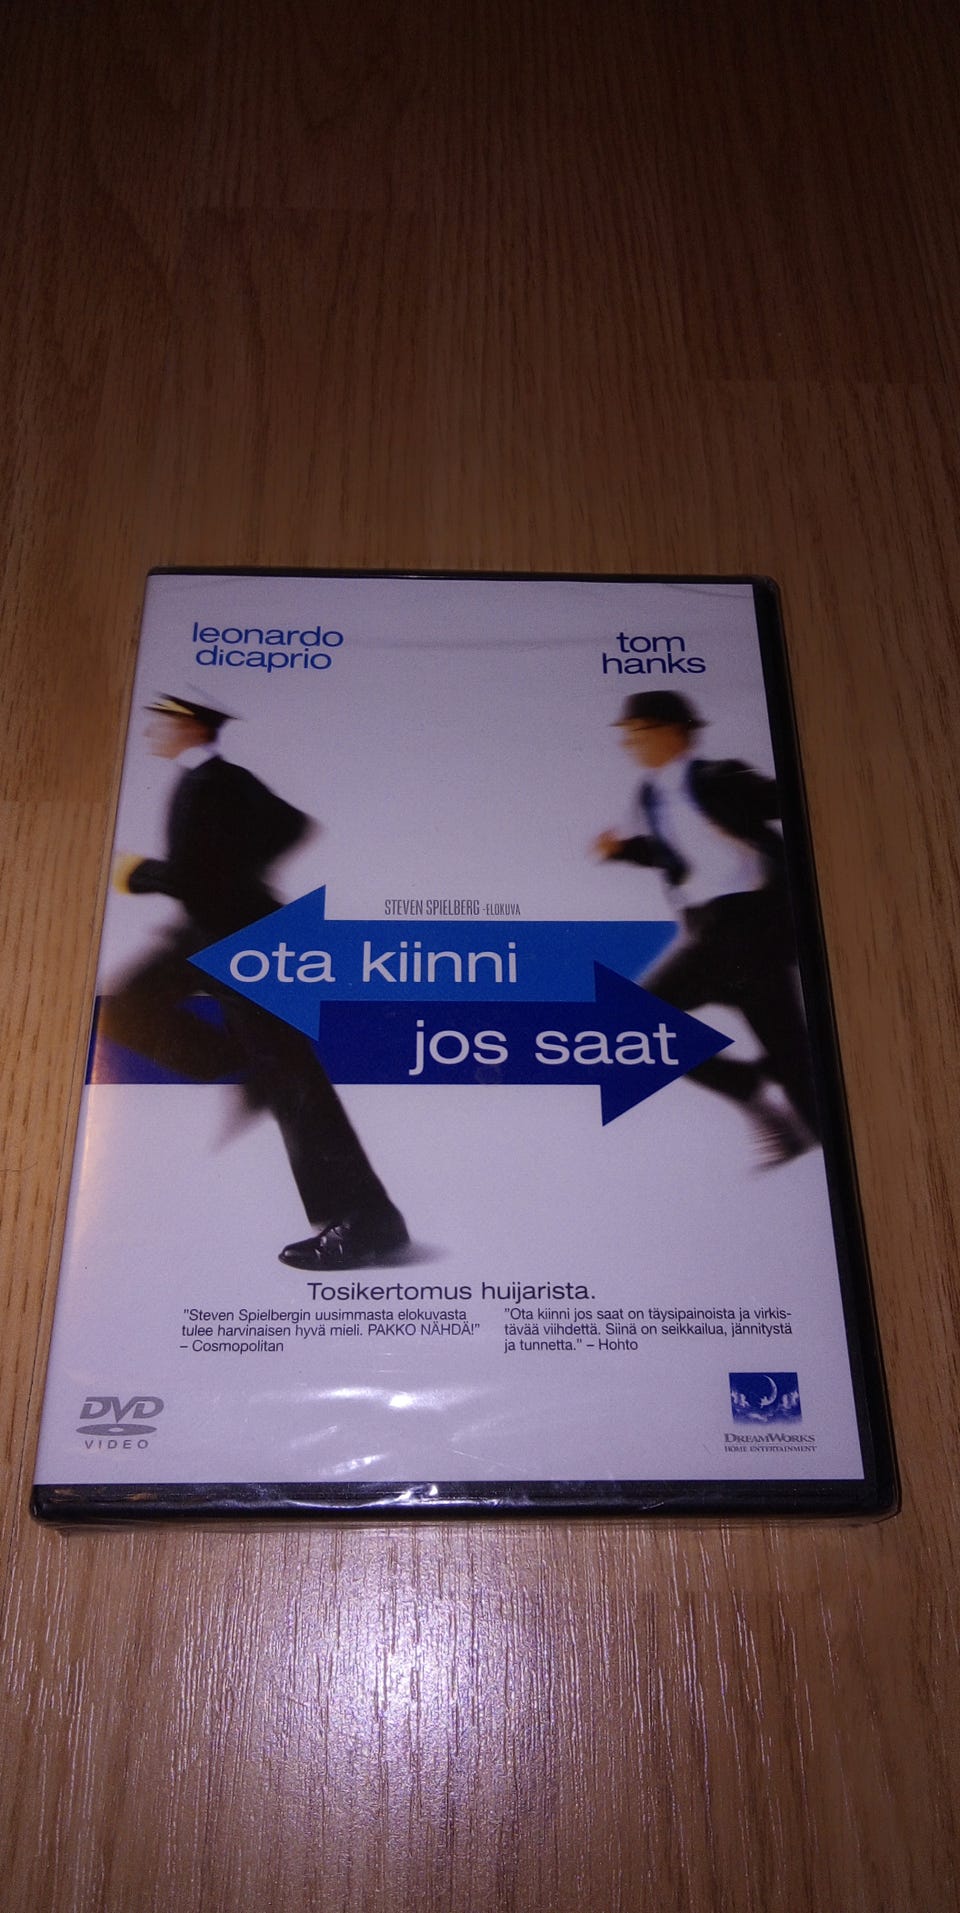 leonardo
dicaprio
tom
hanks
STEVEN SPIELBERG -ELOKUVA
ota kiinni
jos saat
Tosikertomus huijarista.
"Steven Spielbergin uusimmasta elokuvasta
tulee harvinaisen hyvä mieli. PAKKO NÄHDÄ!"
– Cosmopolitan
"Ota kiinni jos saat on täysipainoista ja virkis-
tävää viihdettä. Siinä on seikkailua, jännitystä
ja tunnetta." – Hohto
DVD
VIDEO
DREAMWORKS
HOME ENTERTAINMENT